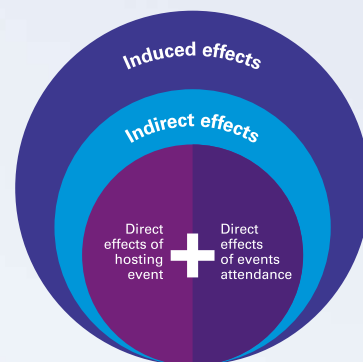 Induced effects
Indirect effects
Direct
effects of
hosting
event
Direct
effects
of events
attendance